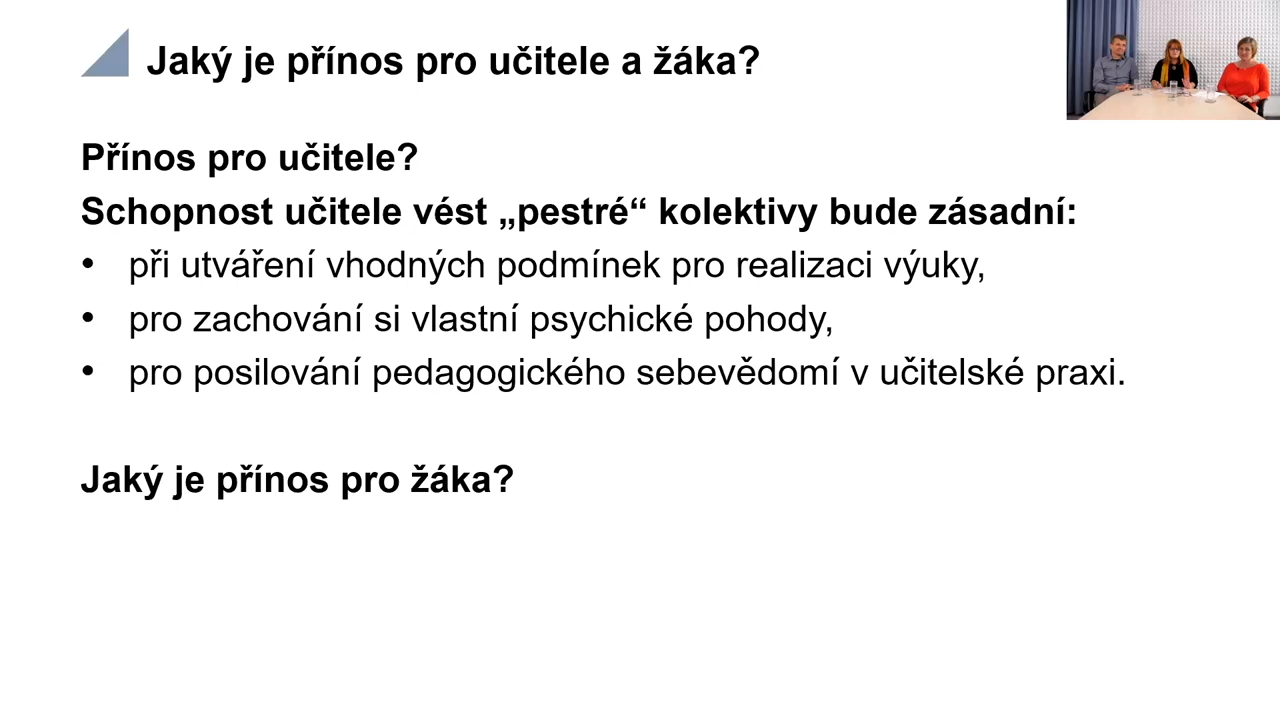 Jaký je přínos pro učitele a žáka?
Přínos pro učitele?
Schopnost učitele vést „pestré“ kolektivy bude zásadní:
• při utváření vhodných podmínek pro realizaci výuky,
• pro zachování si vlastní psychické pohody,
• pro posilování pedagogického sebevědomí v učitelské praxi.
Jaký je přínos pro žáka?